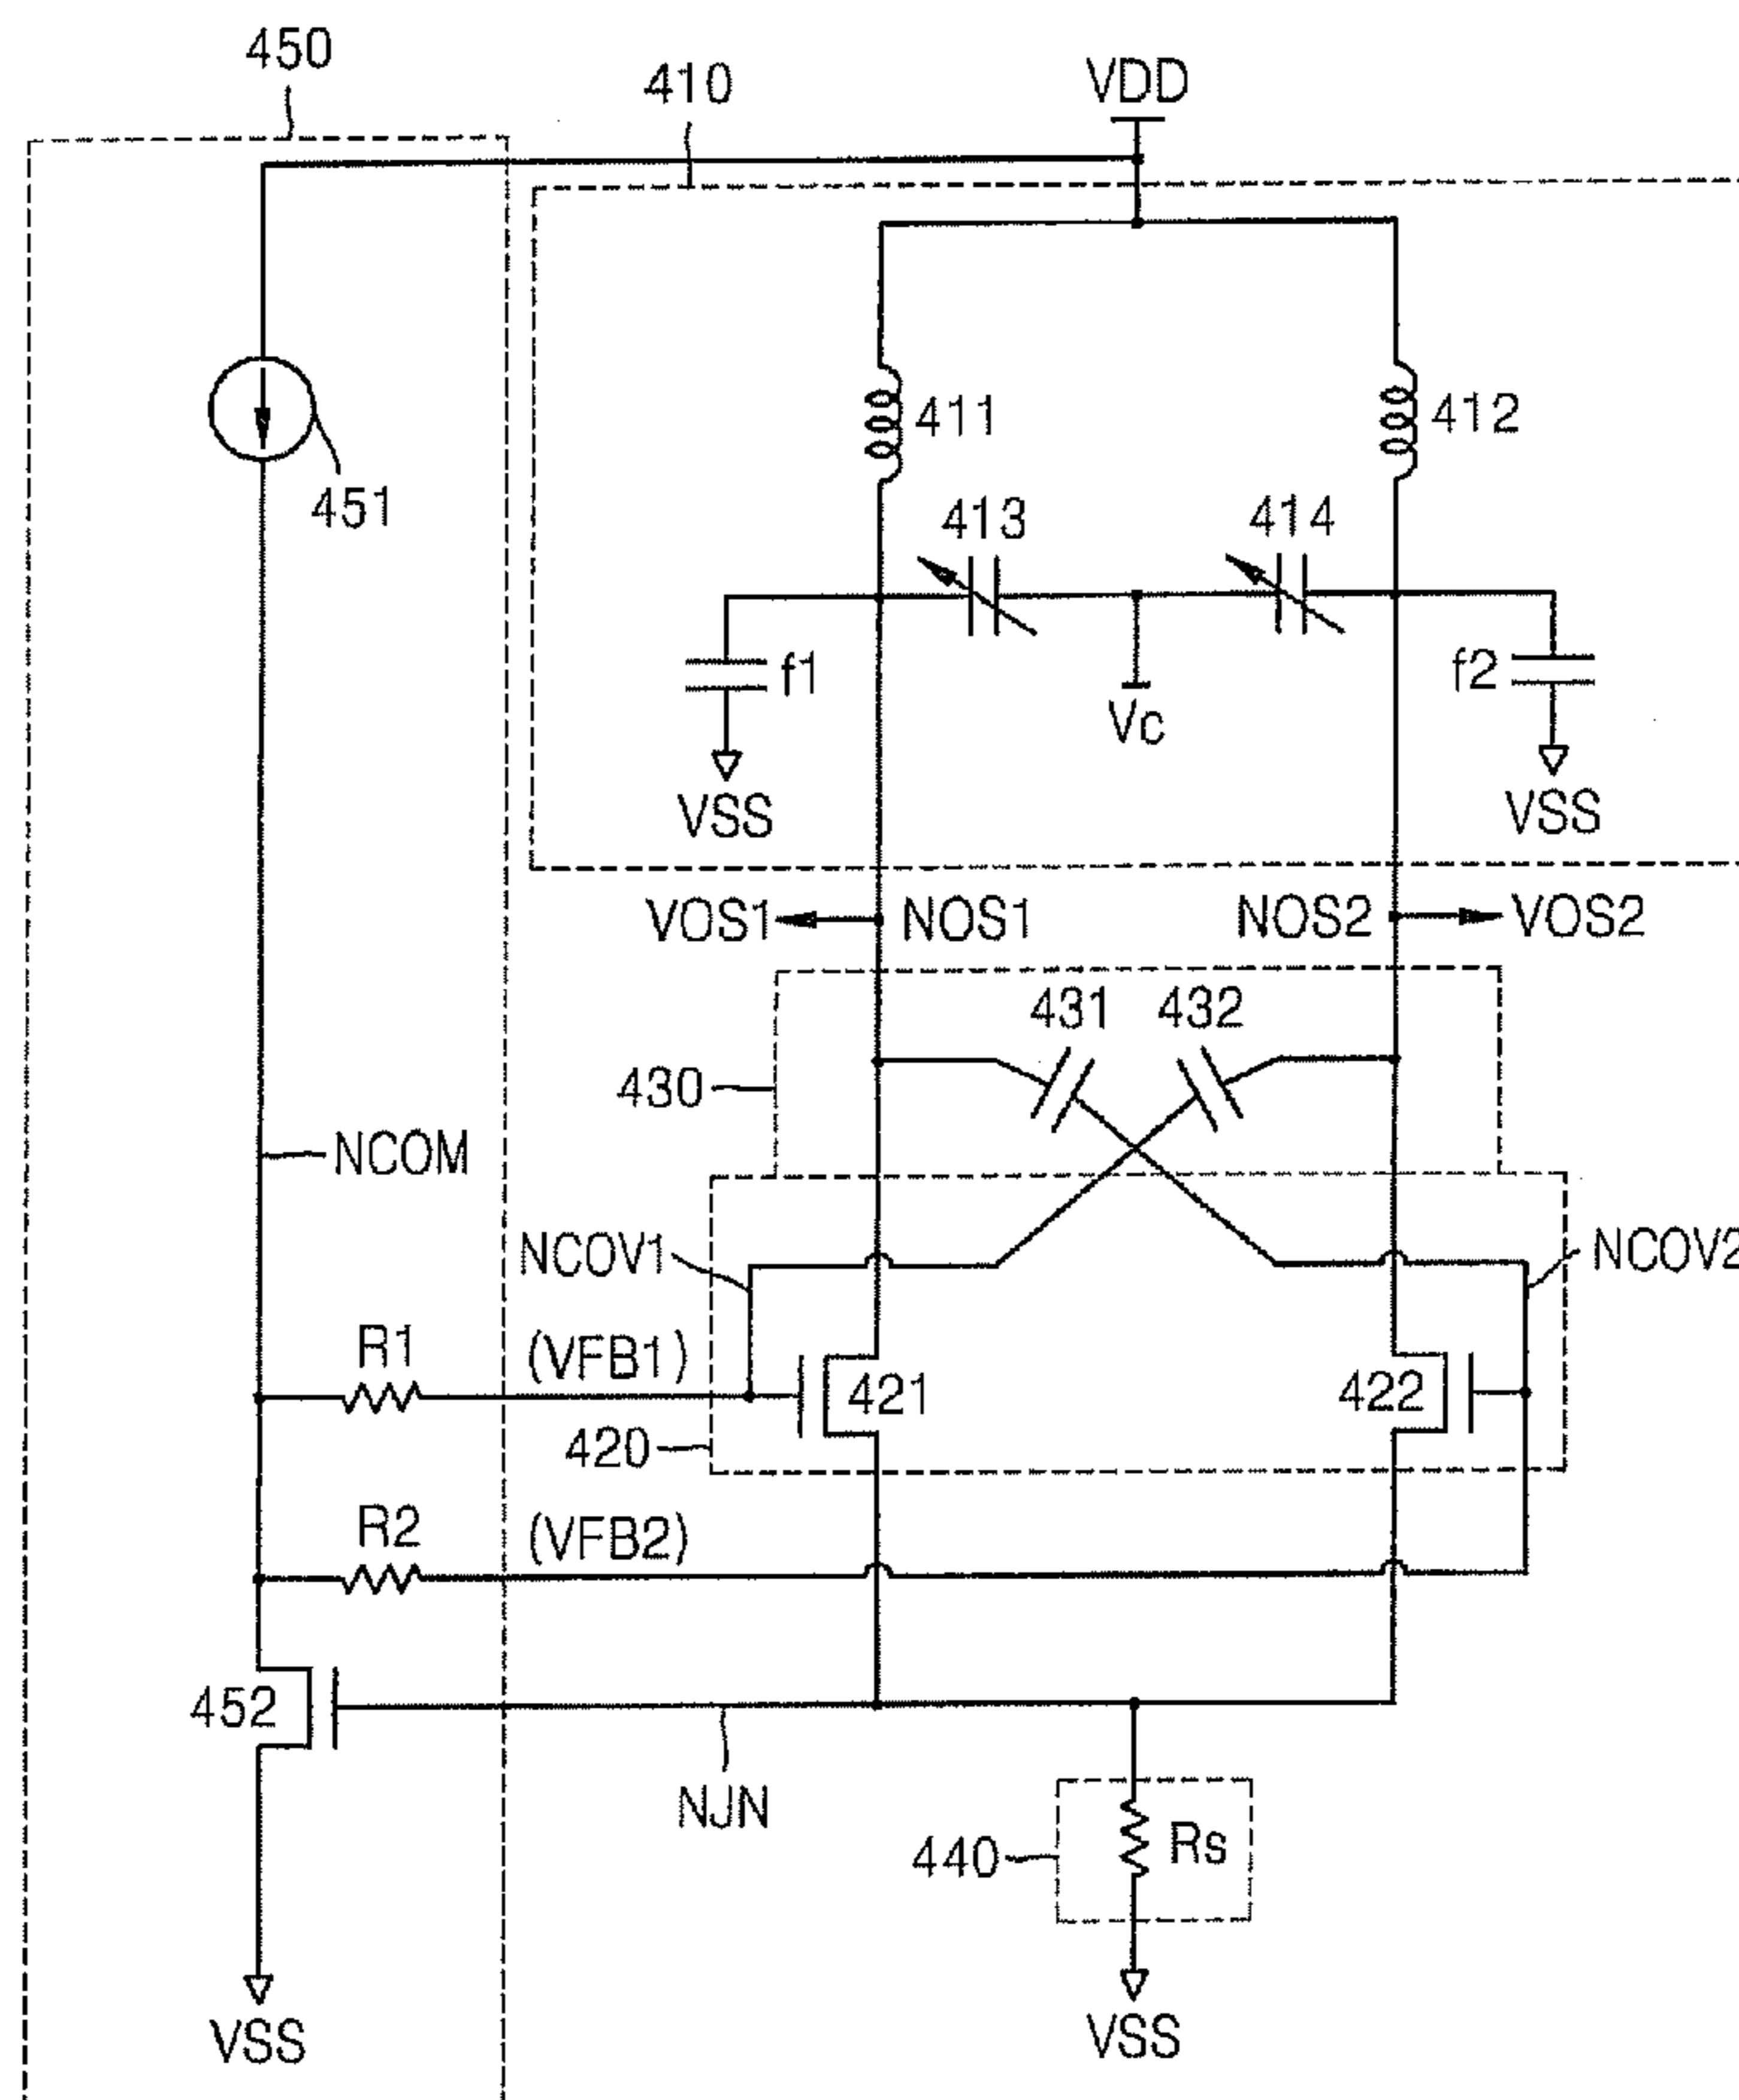 450
410
VDD
411
412
451
413
414
f1
f2
Vc
VSS
VSS
VOS1
NOS1
NOS2
VOS2
431
432
430
NCOM
NCOV1
NCOV2
R1
(VFB1)
421
422
420
R2
(VFB2)
452
NJN
440
Rs
VSS
VSS